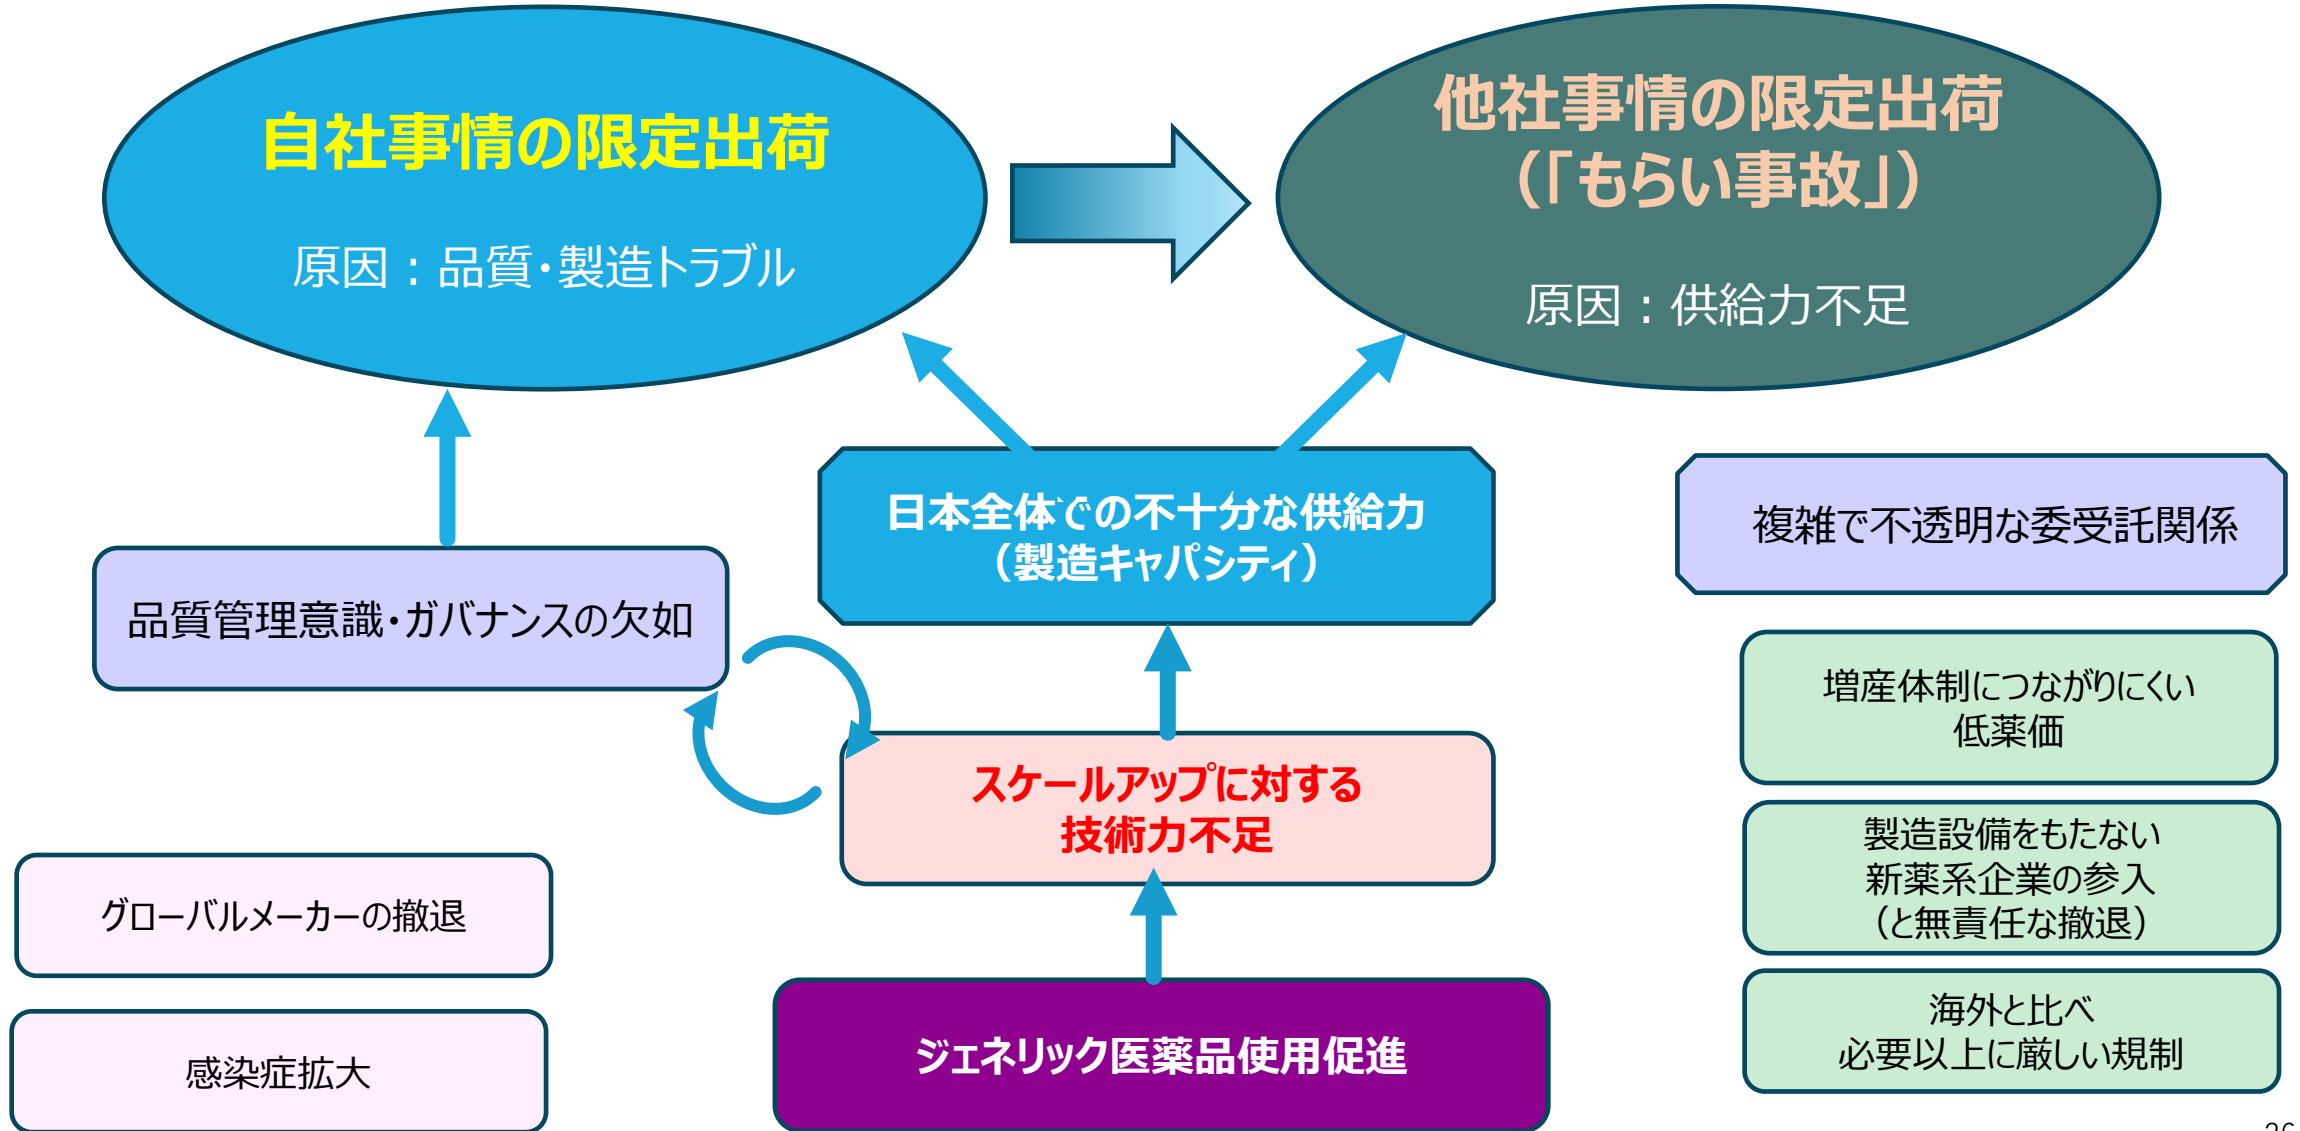 自社事情の限定出荷
原因：品質・製造トラブル
他社事情の限定出荷
（「もらい事故」）
原因：供給力不足
日本全体での不十分な供給力
（製造キャパシティ）
複雑で不透明な委受託関係
品質管理意識・ガバナンスの欠如
増産体制につながりにくい
低薬価
スケールアップに対する
技術力不足
製造設備をもたない
新薬系企業の参入
（と無責任な撤退）
グローバルメーカーの撤退
海外と比べ
必要以上に厳しい規制
ジェネリック医薬品使用促進
感染症拡大